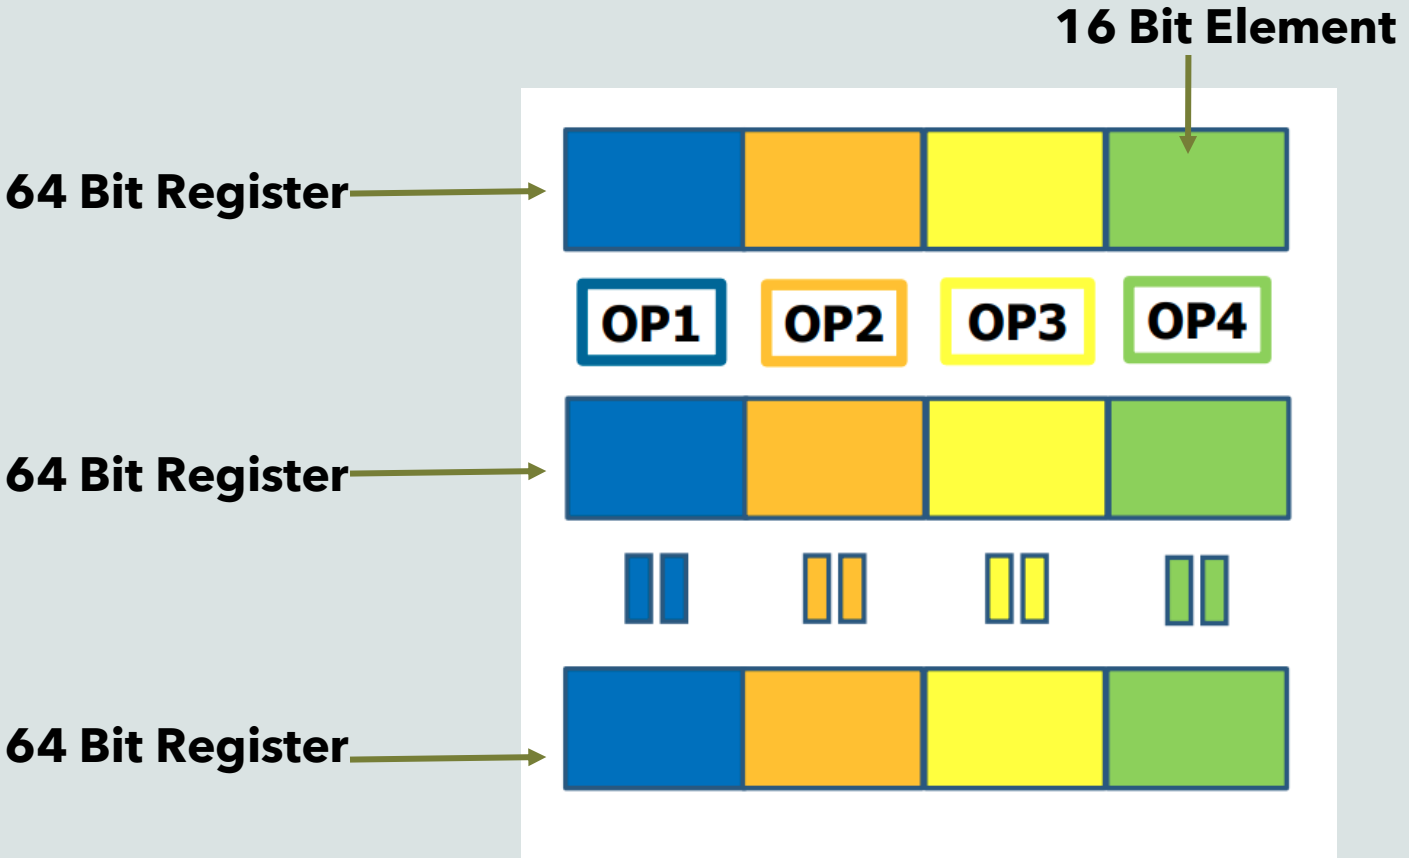 16 Bit Element
64 Bit Register
OP1 OP2 OP3 OP4
64 Bit Register
64 Bit Register